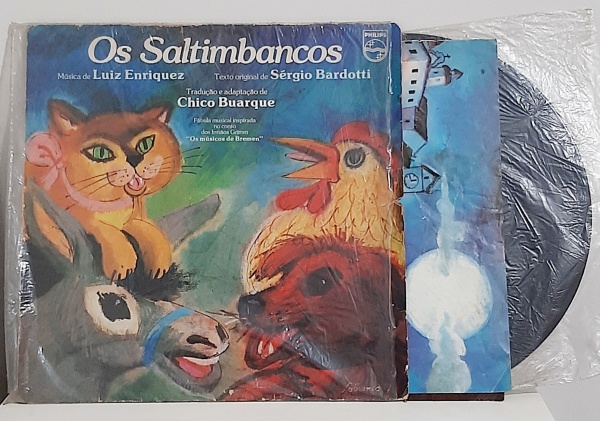 PHILIPS
Os Saltimbancos
Música de Luiz Enriquez Texto original de Sérgio Bardotti
Tradução e adaptação de
Chico Buarque
Fábula musical inspirada
no conto
dos Irmãos Grimm
"Os músicos de Bremen"